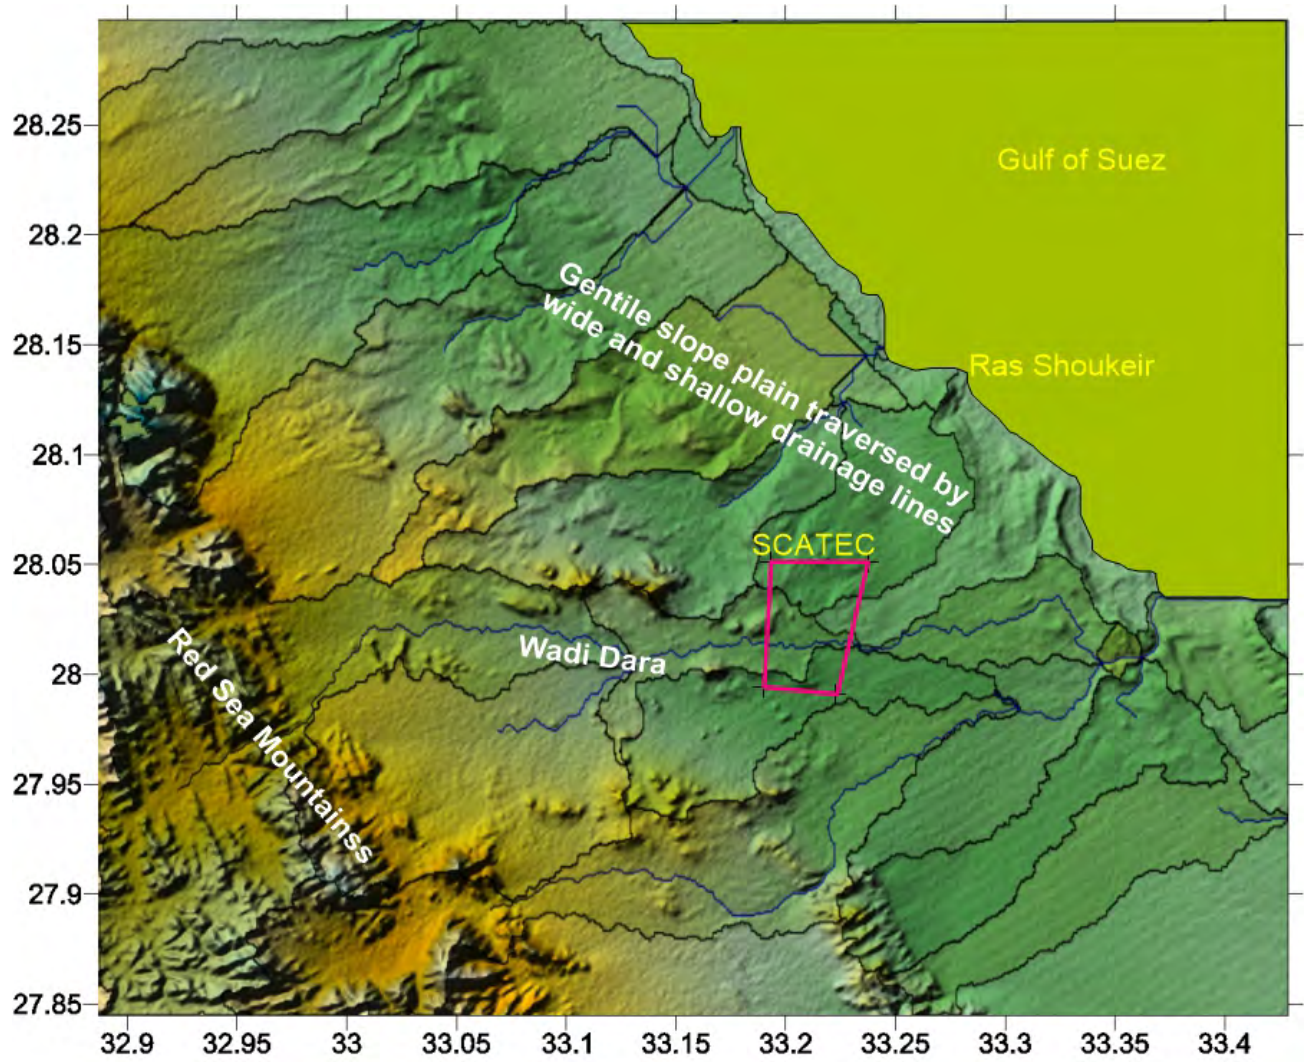 28.25
28.2
28.15
28.1
28.05
28
27.95
27.9
27.85
Gulf of Suez
Ras Shoukeir
Gentile slope plain traversed by
wide and shallow drainage lines
SCATEC
Wadi Dara
Red Sea Mountainss
32.9 32.95 33 33.05 33.1 33.15 33.2 33.25 33.3 33.35 33.4